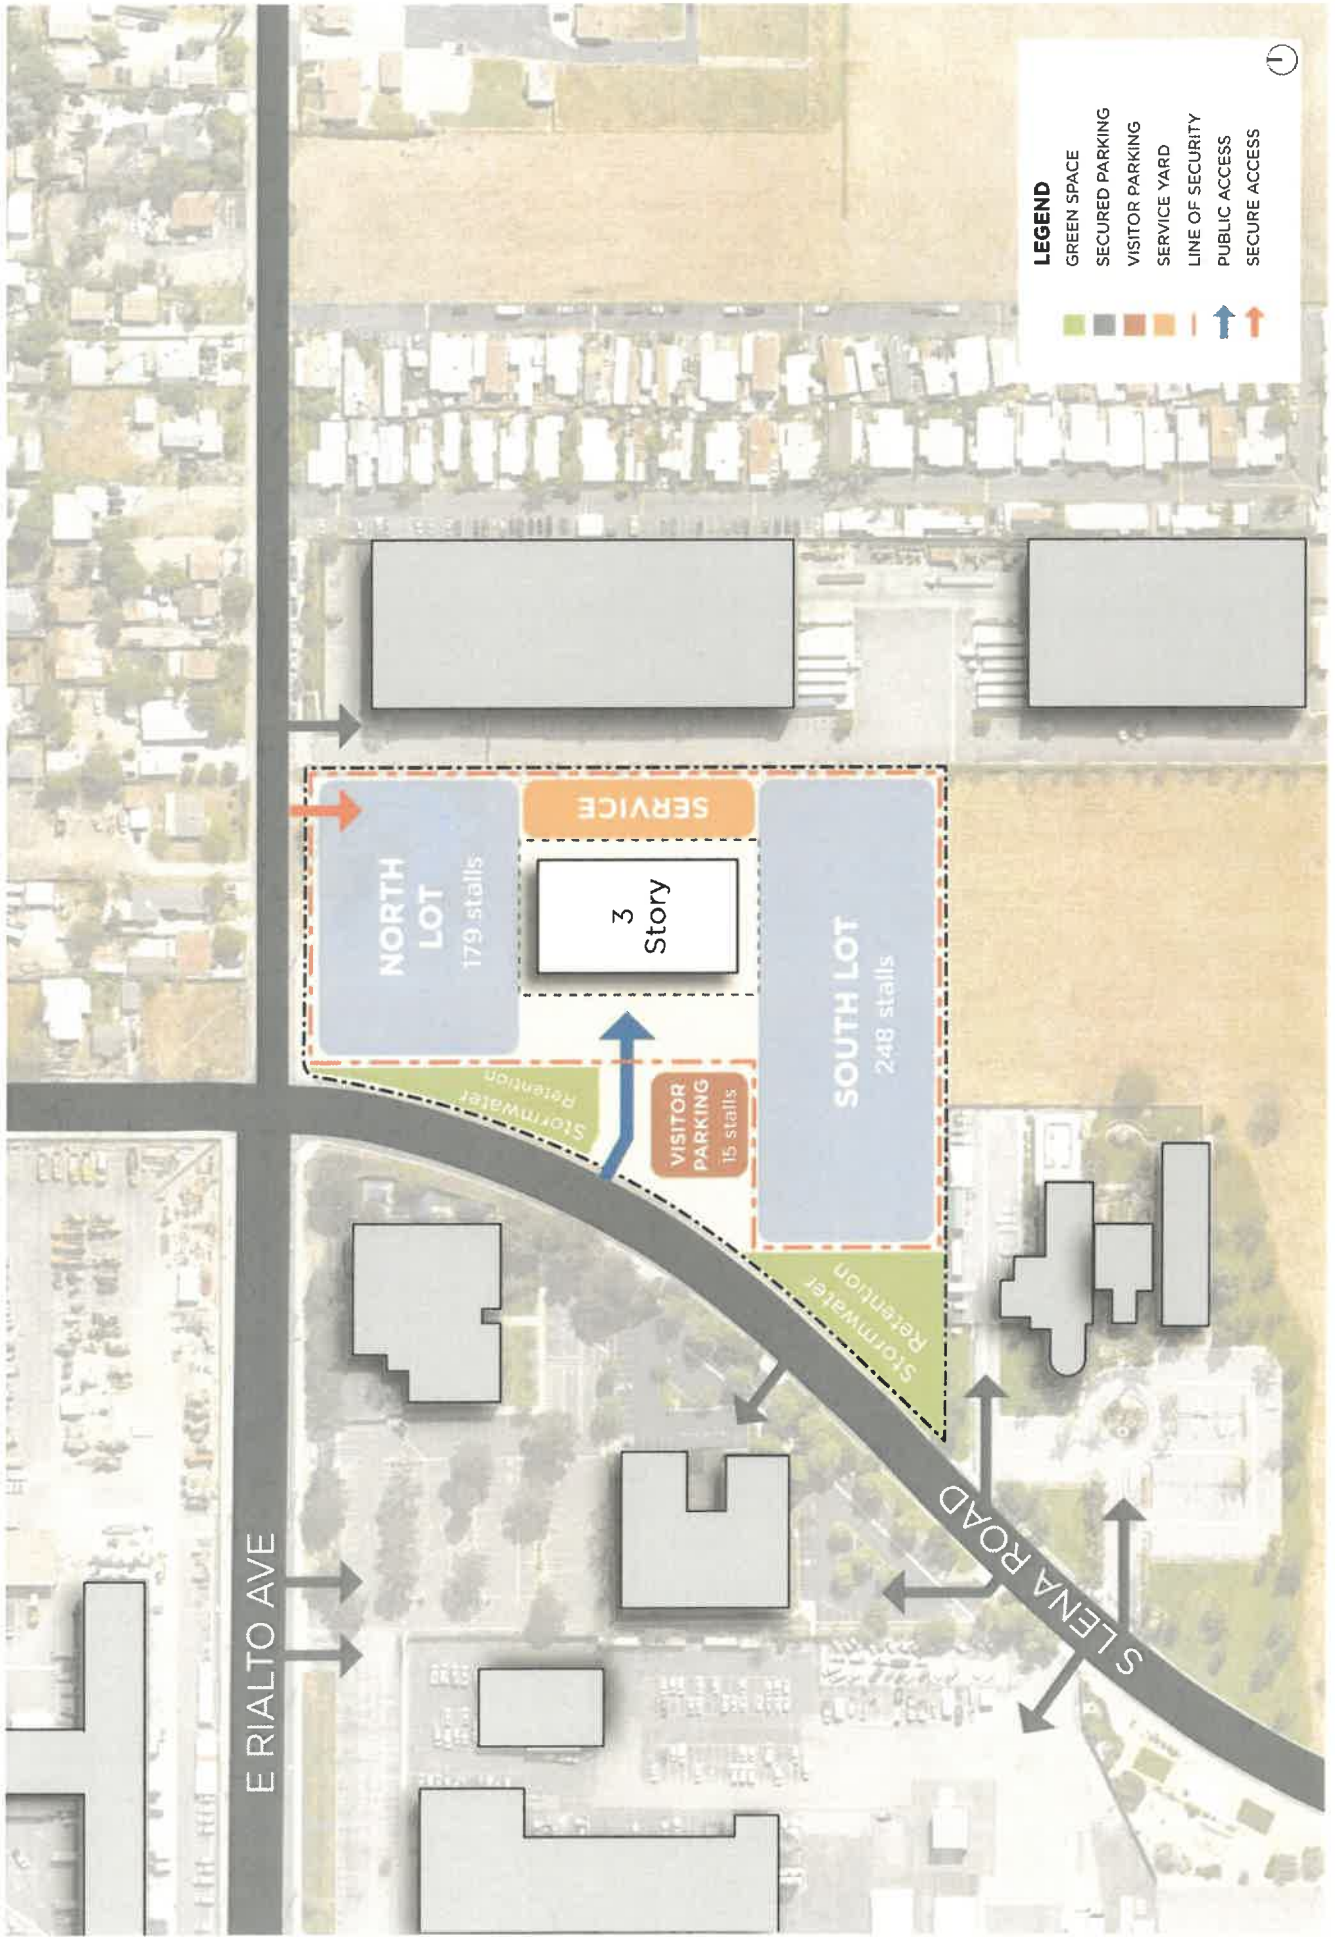 E RIALTO AVE
S LENA ROAD
NORTH
LOT
179 stalls
SERVICE
3
Story
Stormwater
Retention
VISITOR
PARKING
15 stalls
SOUTH LOT
248 stalls
Stormwater
Retention
LEGEND
GREEN SPACE
SECURED PARKING
VISITOR PARKING
SERVICE YARD
LINE OF SECURITY
PUBLIC ACCESS
SECURE ACCESS